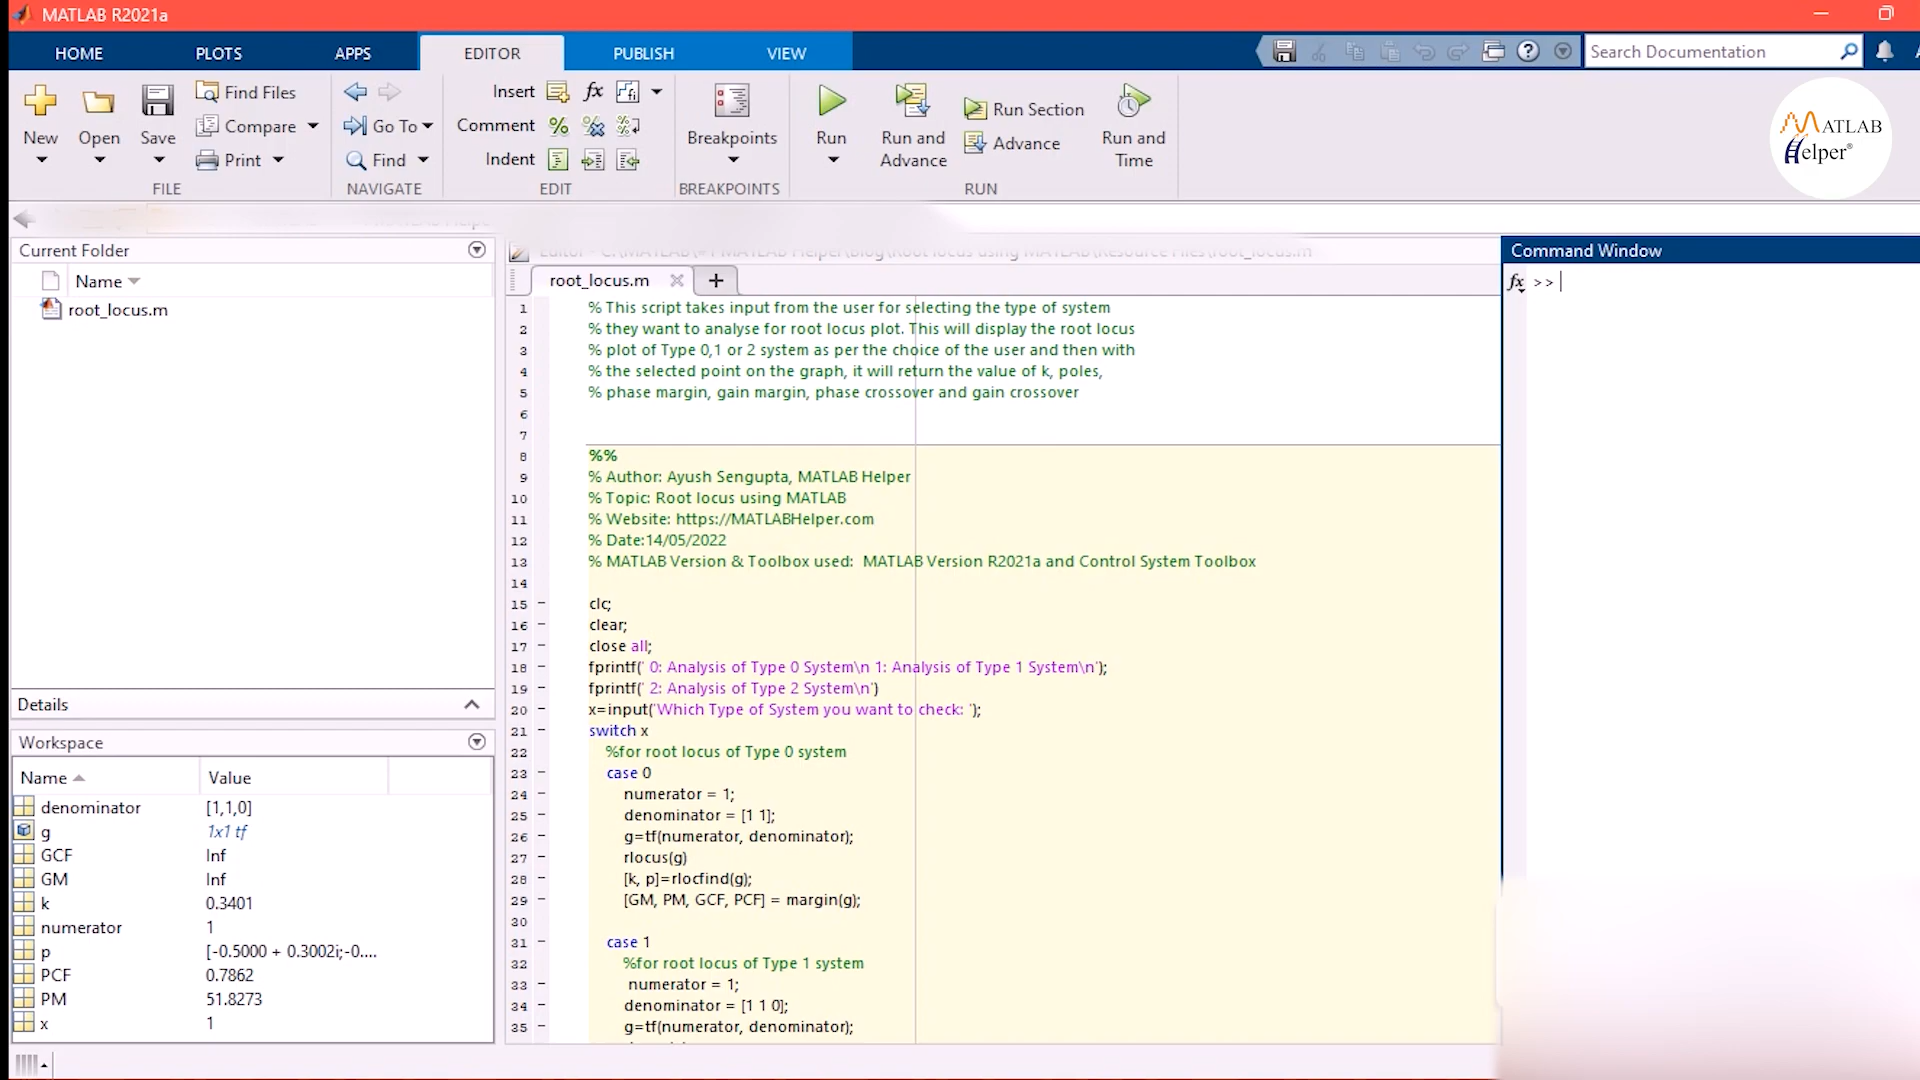 MATLAB R2021a
HOME PLOTS APPS EDITOR PUBLISH VIEW
Search Documentation
New
Open
Save
Find Files
Compare
Print
FILE
Go To
Find
NAVIGATE
Insert
Comment
Indent
EDIT
Breakpoints
BREAKPOINTS
Run
Run and
Advance
Run Section
Advance
Run and
Time
RUN
MATLAB
Helper®
Current Folder
Name
root_locus.m
Details
Workspace
Name Value
denominator [1,1,0]
g 1x1 tf
GCF Inf
GM Inf
k 0.3401
numerator 1
p [-0.5000 + 0.3002i;-0....
PCF 0.7862
PM 51.8273
x 1
root_locus.m
1 % This script takes input from the user for selecting the type of system
2 % they want to analyse for root locus plot. This will display the root locus
3 % plot of Type 0,1 or 2 system as per the choice of the user and then with
4 % the selected point on the graph, it will return the value of k, poles,
5 % phase margin, gain margin, phase crossover and gain crossover
6
7
8 %%
9 % Author: Ayush Sengupta, MATLAB Helper
10 % Topic: Root locus using MATLAB
11 % Website: https://MATLABHelper.com
12 % Date:14/05/2022
13 % MATLAB Version & Toolbox used:  MATLAB Version R2021a and Control System Toolbox
14
15 – clc;
16 – clear;
17 – close all;
18 – fprintf(' 0: Analysis of Type 0 System\n 1: Analysis of Type 1 System\n');
19 – fprintf(' 2: Analysis of Type 2 System\n')
20 – x=input('Which Type of System you want to check: ');
21 – switch x
22 %for root locus of Type 0 system
23 – case 0
24 – numerator = 1;
25 – denominator = [1 1];
26 – g=tf(numerator, denominator);
27 – rlocus(g)
28 – [k, p]=rlocfind(g);
29 – [GM, PM, GCF, PCF] = margin(g);
30
31 – case 1
32 %for root locus of Type 1 system
33 – numerator = 1;
34 – denominator = [1 1 0];
35 – g=tf(numerator, denominator);
Command Window
fx >>